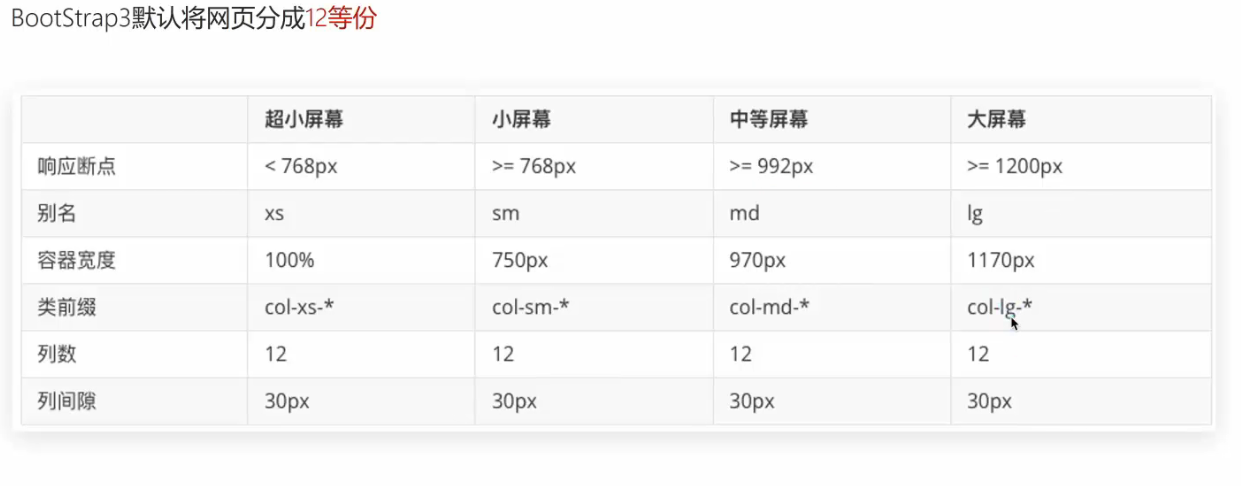 BootStrap3默认将网页分成12等份
超小屏幕 小屏幕 中等屏幕 大屏幕
响应断点 < 768px >= 768px >= 992px >= 1200px
别名 xs sm md lg
容器宽度 100% 750px 970px 1170px
类前缀 col-xs-* col-sm-* col-md-* col-lg-*
列数 12 12 12 12
列间隙 30px 30px 30px 30px